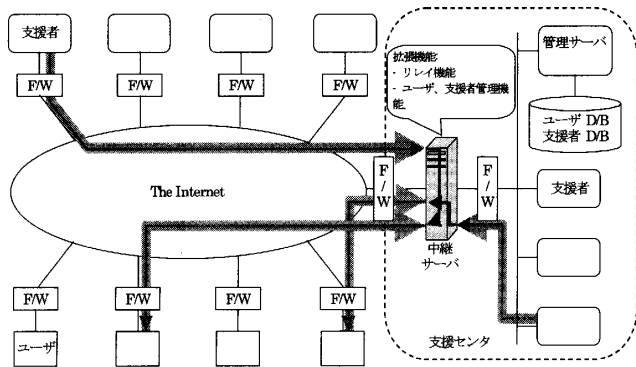 支援者
F/W
F/W
F/W
F/W
拡張機能:
- リレイ機能
- ユーザ、支援者管理機
能
管理サーバ
ユーザ D/B
支援者 D/B
The Internet
F/W
F/W
支援者
中継
サーバ
F/W
F/W
F/W
F/W
ユーザ
支援センタ